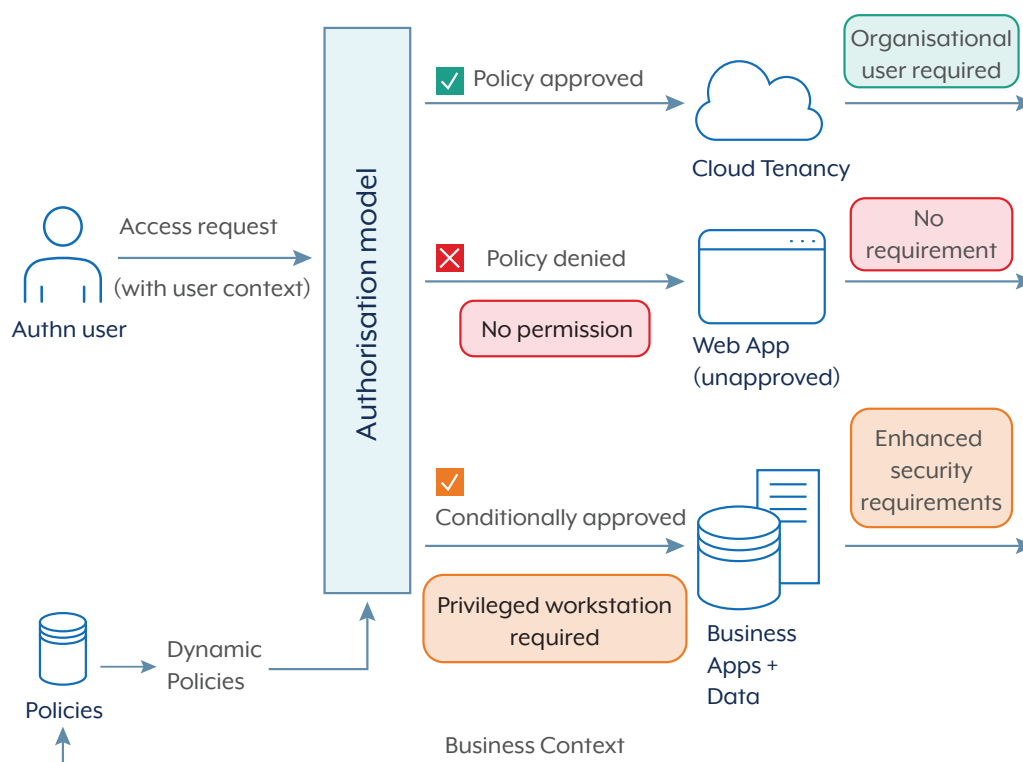 Organisational
user required
Policy approved
Cloud Tenancy
Authorisation model
Access request
(with user context)
Authn user
Policy denied
No permission
No
requirement
Web App
(unapproved)
Conditionally approved
Privileged workstation
required
Enhanced
security
requirements
Business
Apps +
Data
Dynamic
Policies
Policies
Business Context